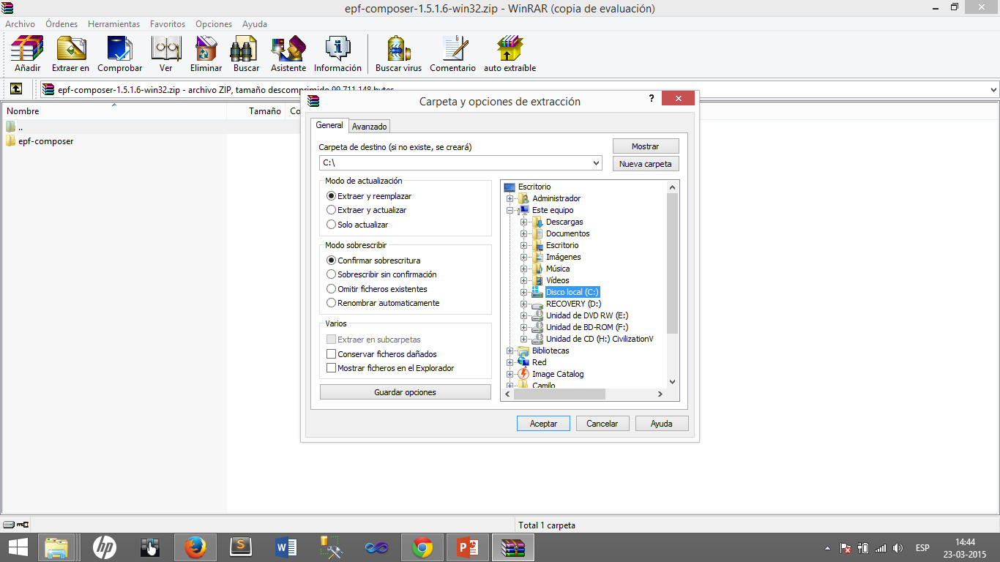 epf-composer-1.5.1.6-win32.zip - WinRAR (copia de evaluación)
Archivo Órdenes Herramientas Favoritos Opciones Ayuda
Añadir Extraer en Comprobar Ver Eliminar Buscar Asistente Información Buscar virus Comentario auto extraíble
epf-composer-1.5.1.6-win32.zip - archivo ZIP, tamaño descomprimido 99.711.148 bytes
Nombre Tamaño Co
..
epf-composer
Carpeta y opciones de extracción
?
General Avanzado
Carpeta de destino (si no existe, se creará)
C:\
Mostrar
Nueva carpeta
Modo de actualización
Extraer y reemplazar
Extraer y actualizar
Solo actualizar
Modo sobrescribir
Confirmar sobrescritura
Sobrescribir sin confirmación
Omitir ficheros existentes
Renombrar automaticamente
Varios
Extraer en subcarpetas
Conservar ficheros dañados
Mostrar ficheros en el Explorador
Guardar opciones
Escritorio
Administrador
Este equipo
Descargas
Documentos
Escritorio
Imágenes
Música
Vídeos
Disco local (C:)
RECOVERY (D:)
Unidad de DVD RW (E:)
Unidad de BD-ROM (F:)
Unidad de CD (H:) CivilizationV
Bibliotecas
Red
Image Catalog
Camilo
Aceptar Cancelar Ayuda
Total 1 carpeta
ESP
14:44
23-03-2015